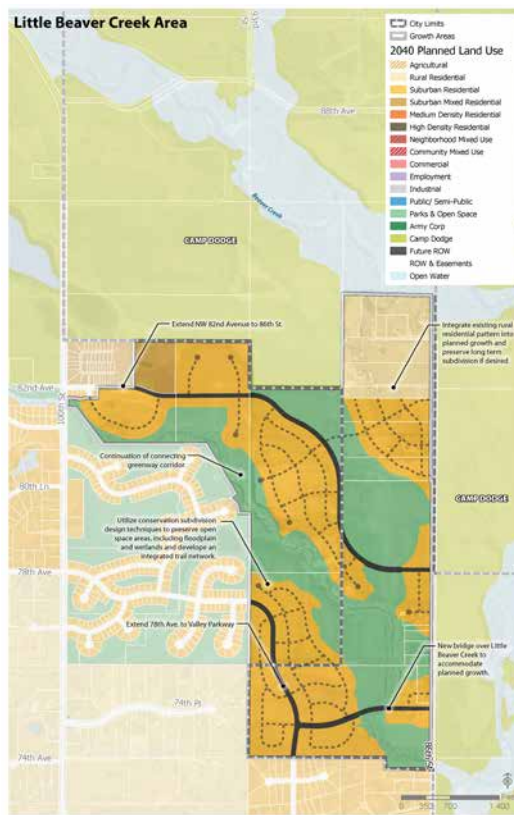 Little Beaver Creek Area
City Limits
Growth Areas
2040 Planned Land Use
Agricultural
Rural Residential
Suburban Residential
Suburban Mixed Residential
Medium Density Residential
High Density Residential
Neighborhood Mixed Use
Community Mixed Use
Commercial
Employment
Industrial
Public/ Semi-Public
Parks & Open Space
Army Corp
Camp Dodge
Future ROW
ROW & Easements
Open Water
88th Ave
Beaver Creek
CAMP DODGE
Extend NW 82nd Avenue to 86th St.
Integrate existing rural
residential pattern into
planned growth and
preserve long term
subdivision if desired.
82nd Ave
100th St
Continuation of connecting
greenway corridor
80th Ln
CAMP DODGE
Utilize conservation subdivision
design techniques to preserve open
space areas, including floodplain
and wetlands and develope an
integrated trail network.
78th Ave
Extend 78th Ave. to Valley Parkway
New bridge over Little
Beaver Creek to
accommodate
planned growth.
74th Pl
74th Ave
86th St
0 350 700 1,400